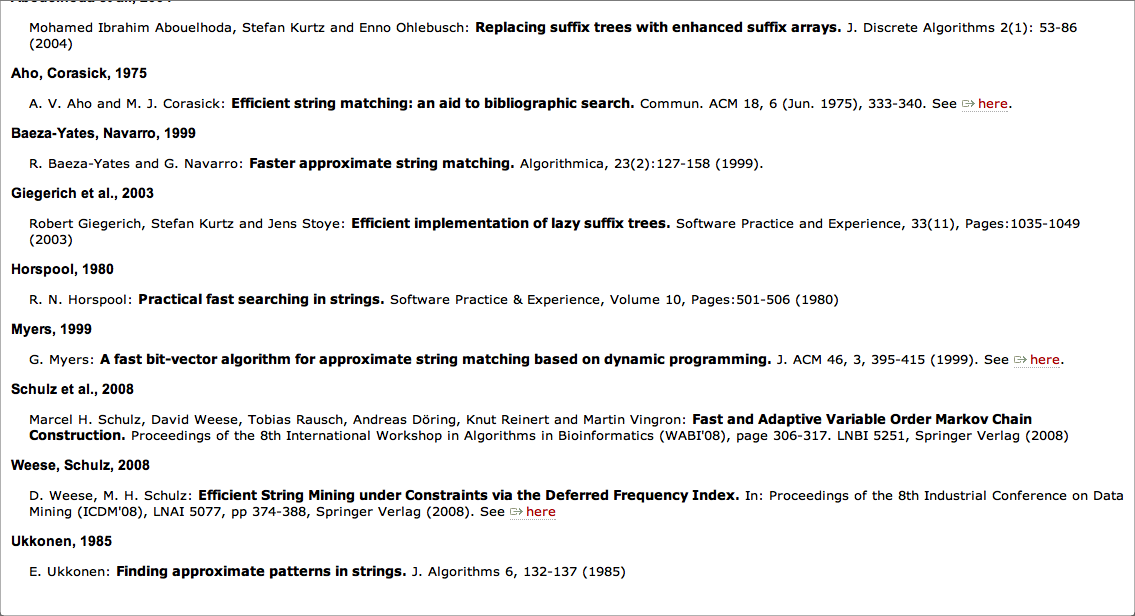 Mohamed Ibrahim Abouelhoda, Stefan Kurtz and Enno Ohlebusch: Replacing suffix trees with enhanced suffix arrays. J. Discrete Algorithms 2(1): 53-86
(2004)
Aho, Corasick, 1975
A. V. Aho and M. J. Corasick: Efficient string matching: an aid to bibliographic search. Commun. ACM 18, 6 (Jun. 1975), 333-340. See here.
Baeza-Yates, Navarro, 1999
R. Baeza-Yates and G. Navarro: Faster approximate string matching. Algorithmica, 23(2):127-158 (1999).
Giegerich et al., 2003
Robert Giegerich, Stefan Kurtz and Jens Stoye: Efficient implementation of lazy suffix trees. Software Practice and Experience, 33(11), Pages:1035-1049
(2003)
Horspool, 1980
R. N. Horspool: Practical fast searching in strings. Software Practice & Experience, Volume 10, Pages:501-506 (1980)
Myers, 1999
G. Myers: A fast bit-vector algorithm for approximate string matching based on dynamic programming. J. ACM 46, 3, 395-415 (1999). See here.
Schulz et al., 2008
Marcel H. Schulz, David Weese, Tobias Rausch, Andreas Döring, Knut Reinert and Martin Vingron: Fast and Adaptive Variable Order Markov Chain
Construction. Proceedings of the 8th International Workshop in Algorithms in Bioinformatics (WABI'08), page 306-317. LNBI 5251, Springer Verlag (2008)
Weese, Schulz, 2008
D. Weese, M. H. Schulz: Efficient String Mining under Constraints via the Deferred Frequency Index. In: Proceedings of the 8th Industrial Conference on Data
Mining (ICDM'08), LNAI 5077, pp 374-388, Springer Verlag (2008). See here
Ukkonen, 1985
E. Ukkonen: Finding approximate patterns in strings. J. Algorithms 6, 132-137 (1985)